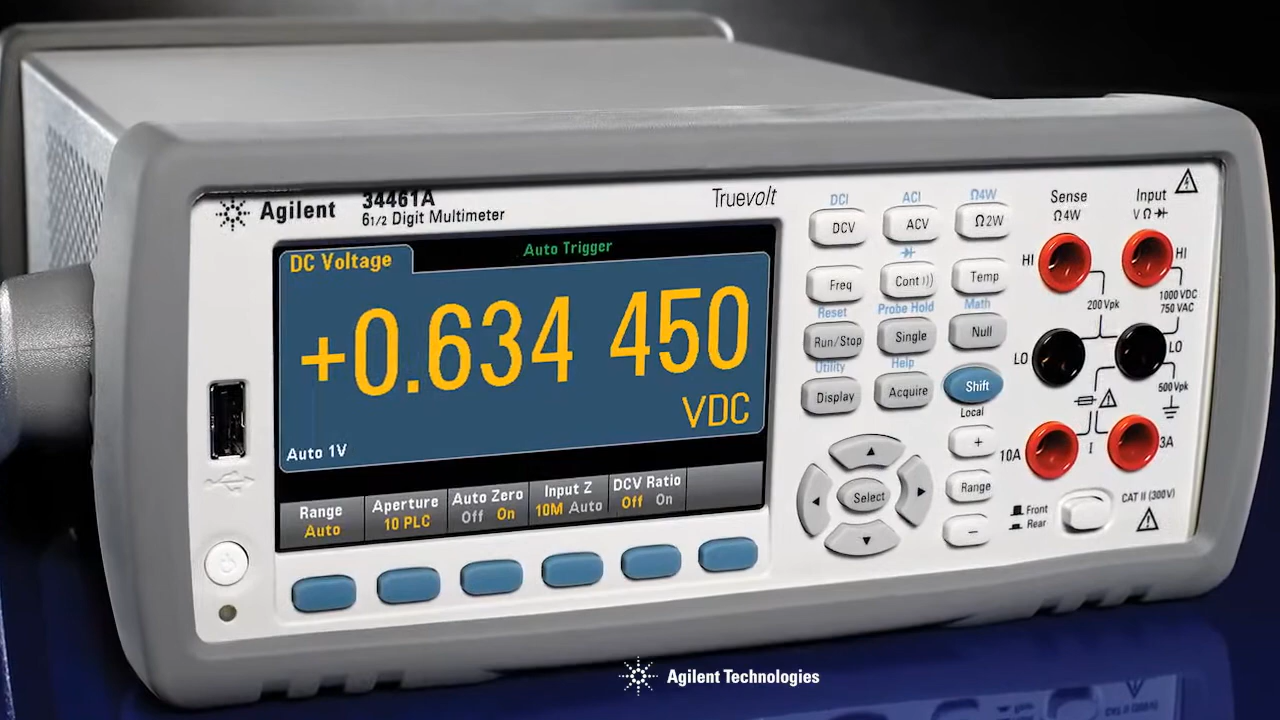 Agilent
34461A
6 1/2 Digit Multimeter
Truevolt
DC Voltage
Auto Trigger
+0.634 450
VDC
Auto 1V
Range
Auto
Aperture
10 PLC
Auto Zero
Off On
Input Z
10M Auto
DCV Ratio
Off On
DCI
ACI
Ω4W
DCV
ACV
Ω2W
Freq
Cont )))
Temp
Reset
Probe Hold
Math
Run/Stop
Single
Null
Utility
Help
Display
Acquire
Shift
Local
+
Range
−
Select
Sense
Ω4W
Input
V Ω
HI
HI
200 Vpk
1000 VDC
750 VAC
LO
LO
500 Vpk
10A
I
3A
Front
Rear
CAT II (300V)
Agilent Technologies